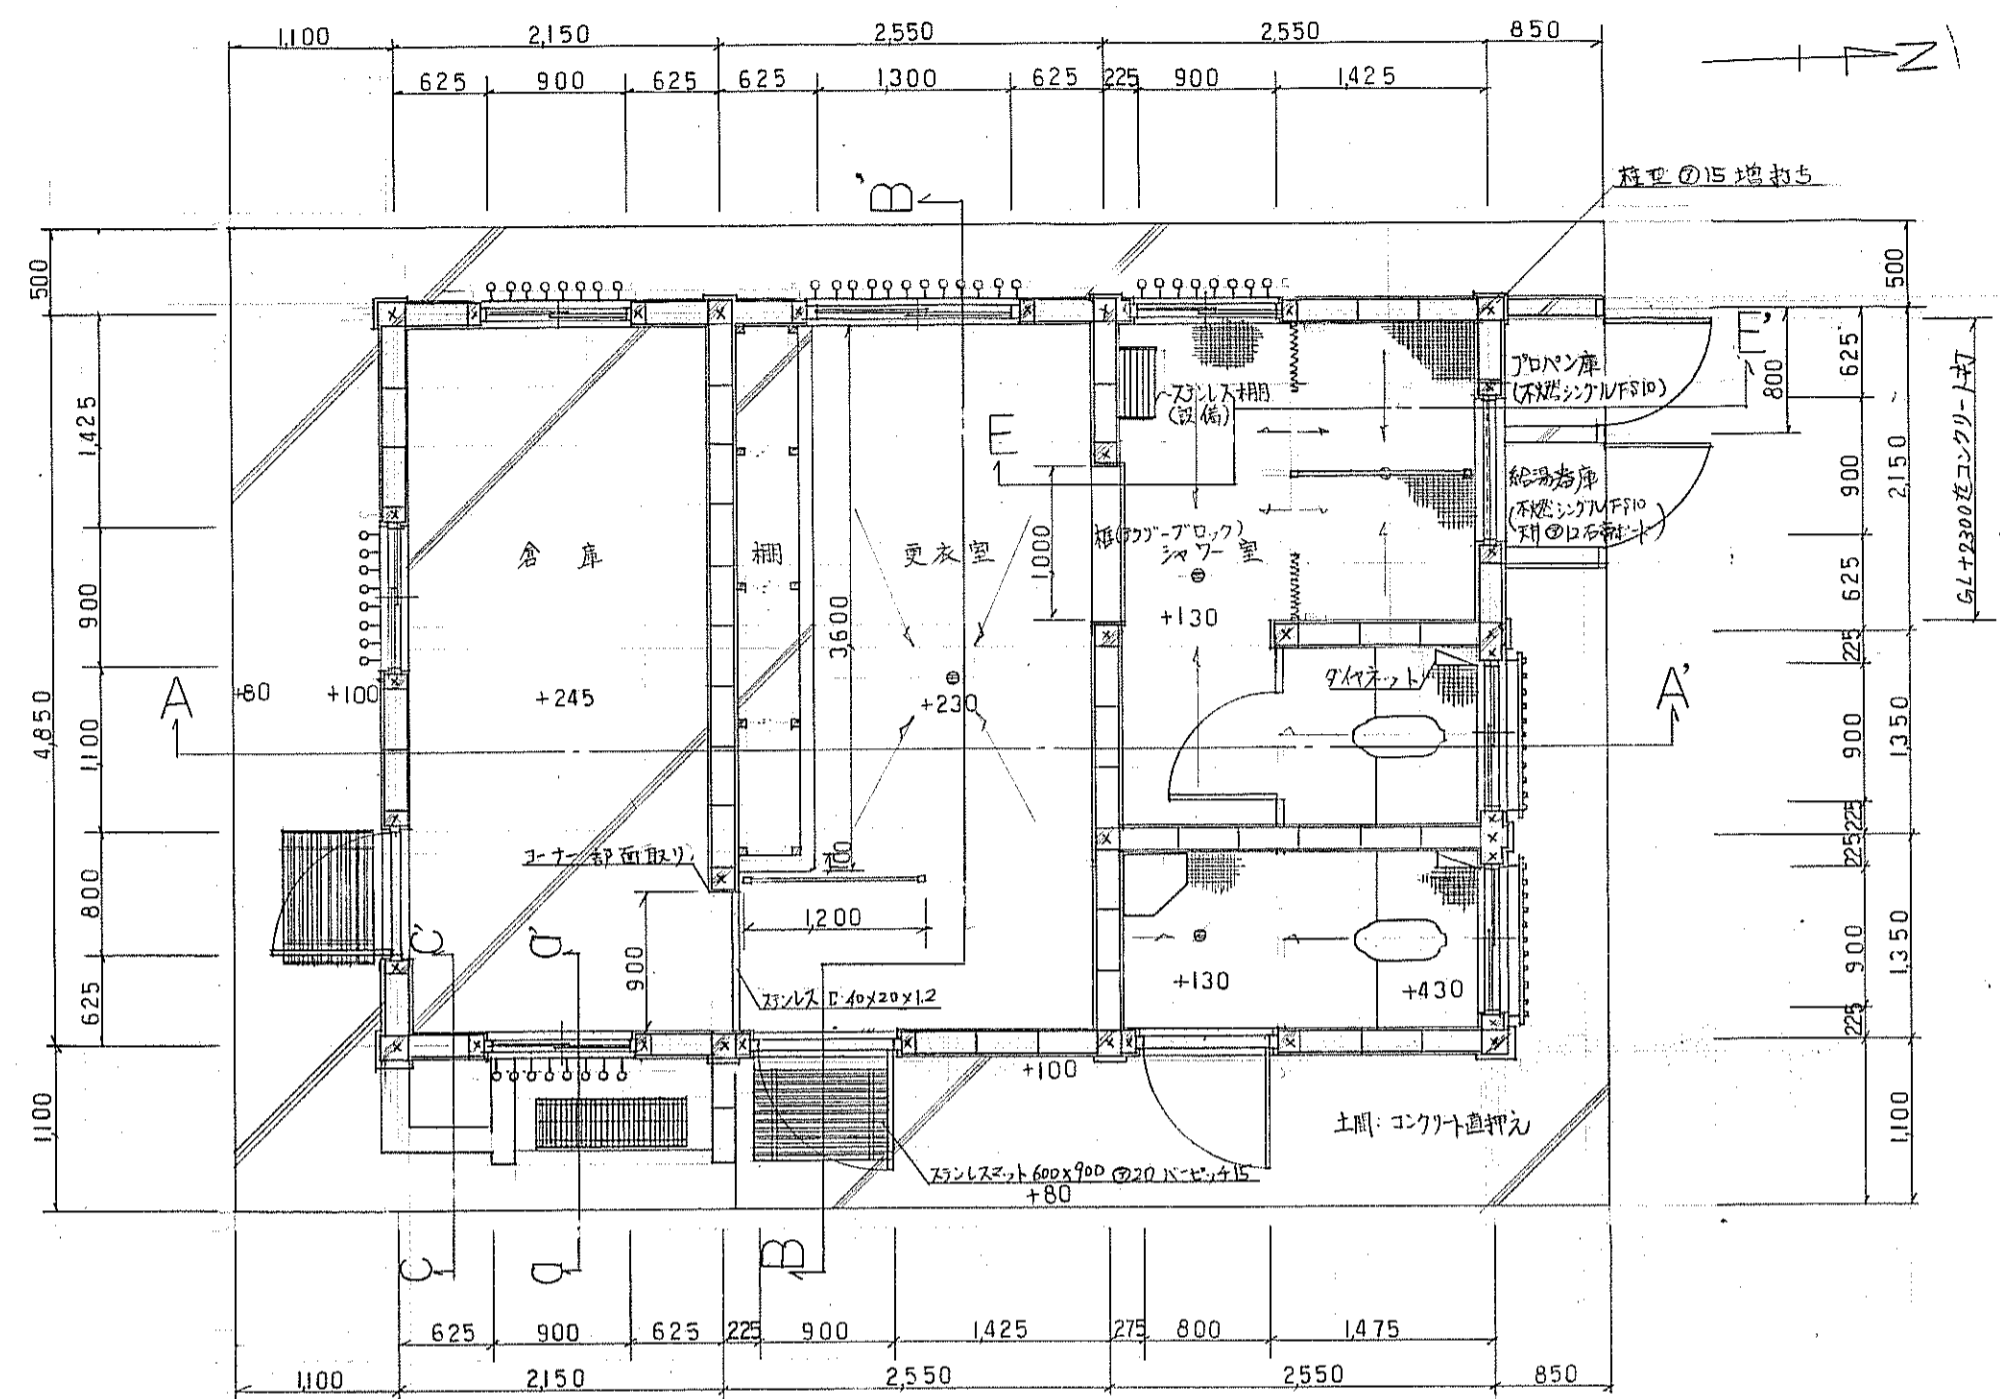 1,100 2,150 2,550 2,550 850
625 900 625 625 1,300 625 225 900 1,425
N
柱型 ㋐15 増打ち
B'
500
4,850
1,100
1,425
900
1,100
800
625
500
2,150
1,350
1,350
1,100
625
900
625
225
900
225
225
900
225
800
GL+2300迄コンクリート打
E'
プロパン庫
(不燃シングルFS10)
ステンレス棚
(設備)
E
給湯器庫
(不燃シングルFS10
天井㋐12石膏ボード)
倉庫
棚
更衣室
シャワー室
1,000
3,600
+130
ダイヤネット
A
+80
+100
+245
+230
A'
コーナー部面取り
100
1,200
900
C'
D'
ステンレス C-40x20x1.2
+130
+430
+100
土間:コンクリート直押え
ステンレスマット 600x900 ㋐20 バーピッチ15
+80
C
D
B
625 900 625 225 900 1,425 275 800 1,475
1,100 2,150 2,550 2,550 850